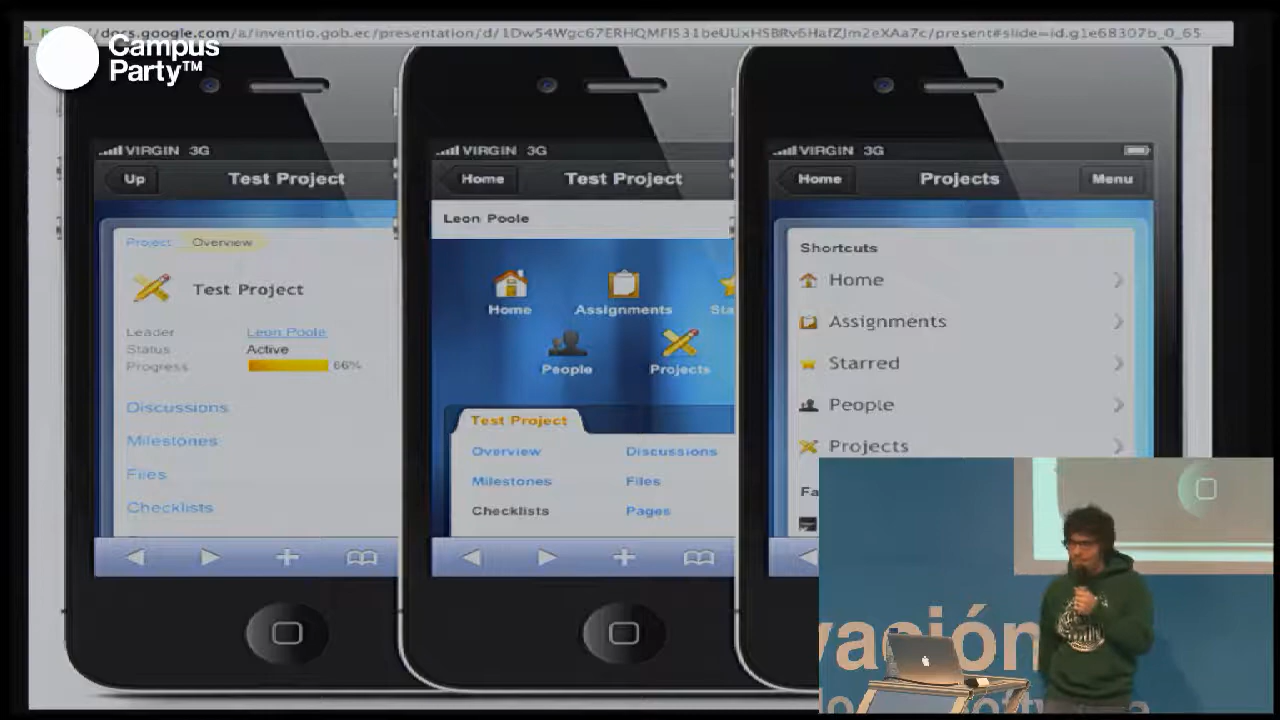 docs.google.com/a/inventio.gob.ec/presentation/d/1Dw54Wgc67ERHQMFIS31beUUxHSBRv6HafZJm2eXAa7c/present#slide=id.g1e68307b_0_65
Campus
Party™
VIRGIN 3G
Up
Test Project
Project
Overview
Test Project
Leader
Leon Poole
Status
Active
Progress
66%
Discussions
Milestones
Files
Checklists
VIRGIN 3G
Home
Test Project
Leon Poole
Home
Assignments
Sta
People
Projects
Test Project
Overview
Discussions
Milestones
Files
Checklists
Pages
VIRGIN 3G
Home
Projects
Menu
Shortcuts
Home
Assignments
Starred
People
Projects
Fa
vación